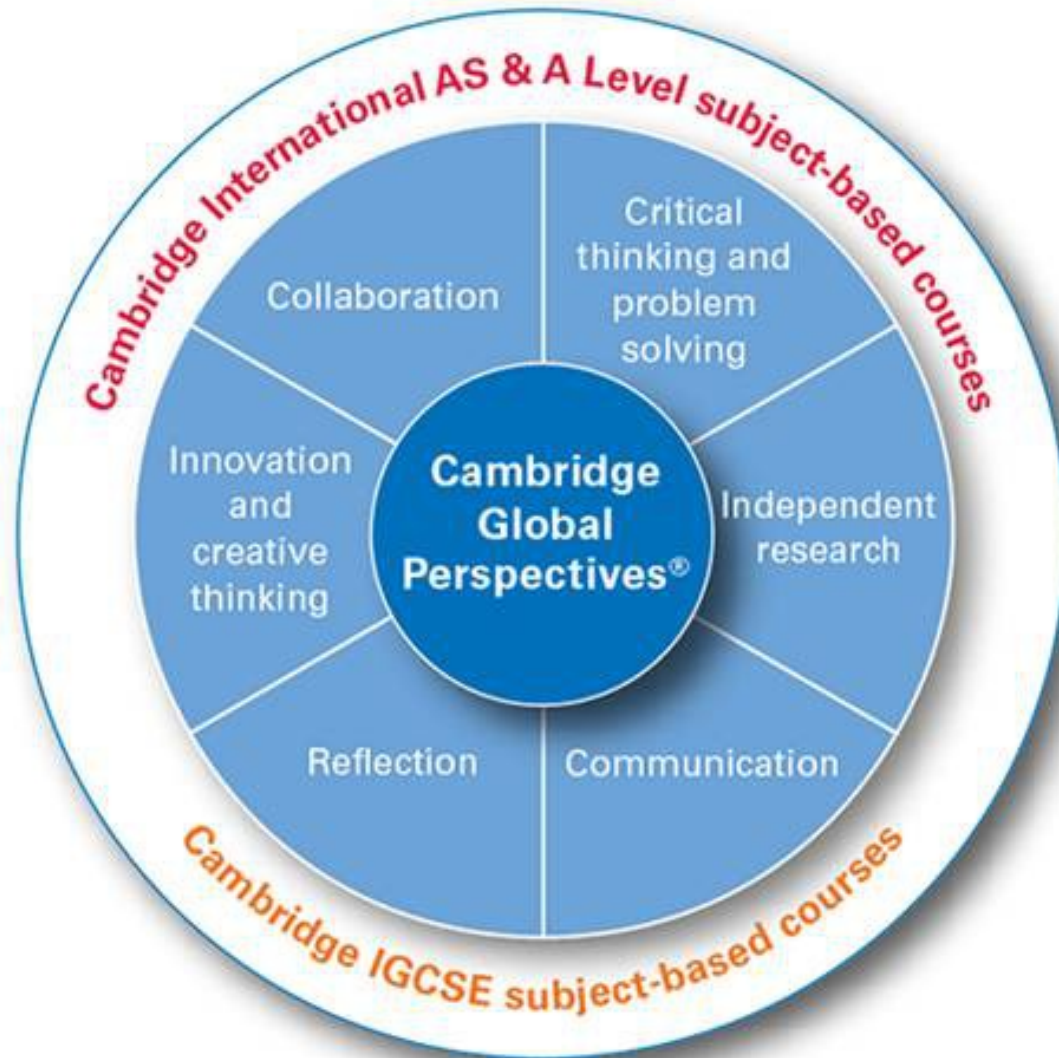 Cambridge International AS & A Level subject-based courses
Critical
thinking and
problem
solving
Collaboration
Innovation
and
creative
thinking
Cambridge
Global
Perspectives®
Independent
research
Reflection
Communication
Cambridge IGCSE subject-based courses